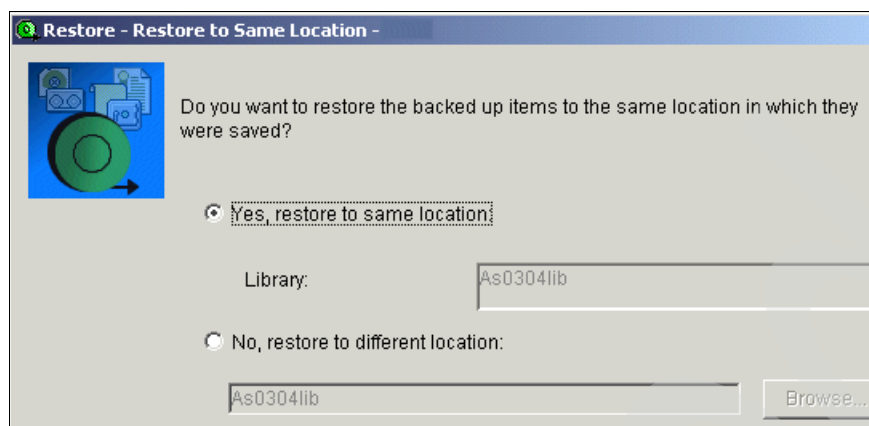 Restore - Restore to Same Location -
Do you want to restore the backed up items to the same location in which they
were saved?
Yes, restore to same location:
Library:
As0304lib
No, restore to different location:
As0304lib
Browse...